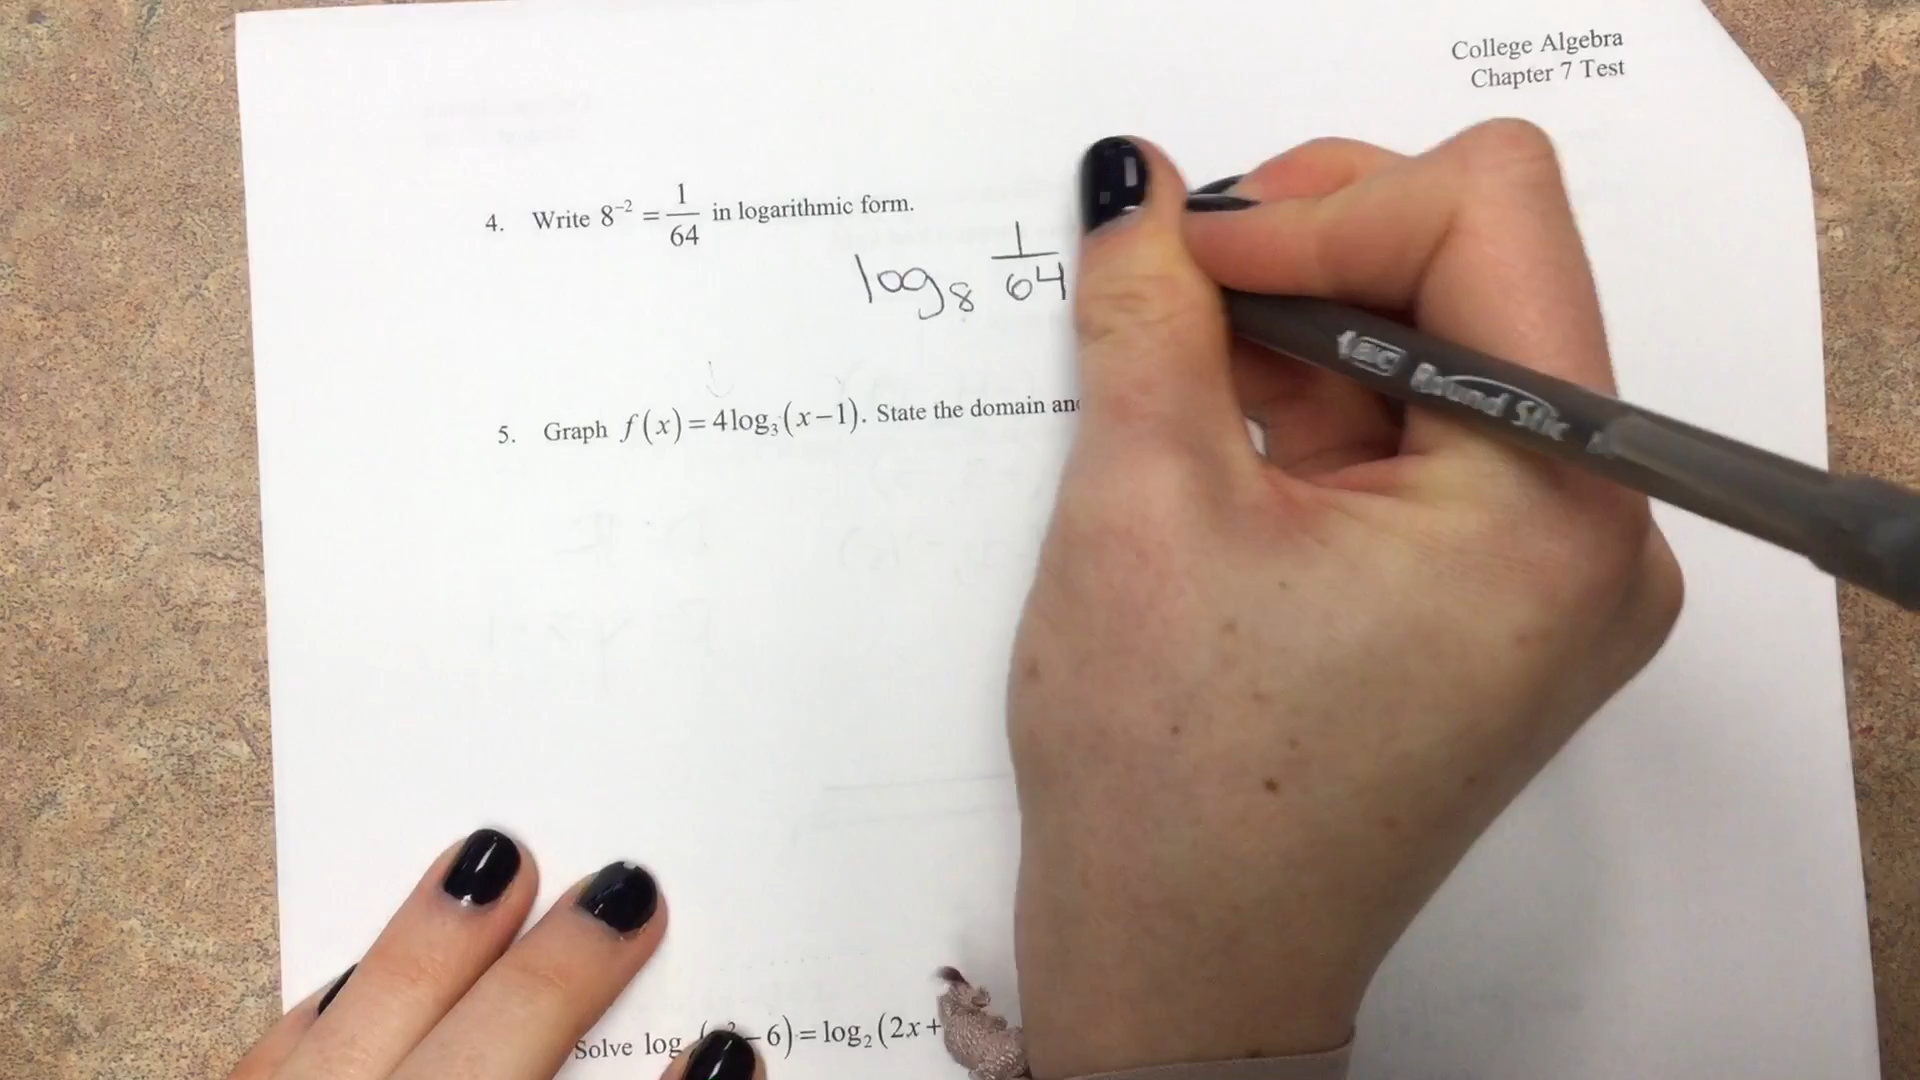 College Algebra
Chapter 7 Test
4. Write 8⁻² = 1/64 in logarithmic form.
log₈ 1/64
5. Graph f(x) = 4log₃(x−1). State the domain
Solve log − 6) = log₂(2x+
BIC Round Stic